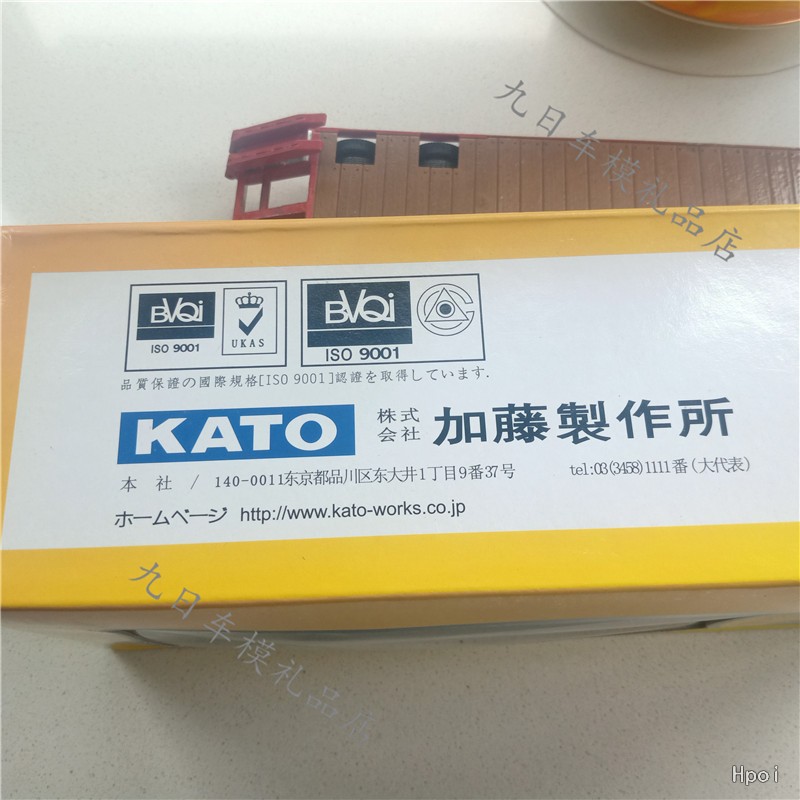 九日车模礼品店
BVQi
ISO 9001
UKAS
BVQi
ISO 9001
品質保證の國際規格[ISO 9001]認證を取得しています.
KATO 株式会社 加藤製作所
本 社 / 140-0011东京都品川区东大井1丁目9番37号 tel:03(3458)1111番(大代表)
ホームページ http://www.kato-works.co.jp
九日车模礼品店
Hpoi